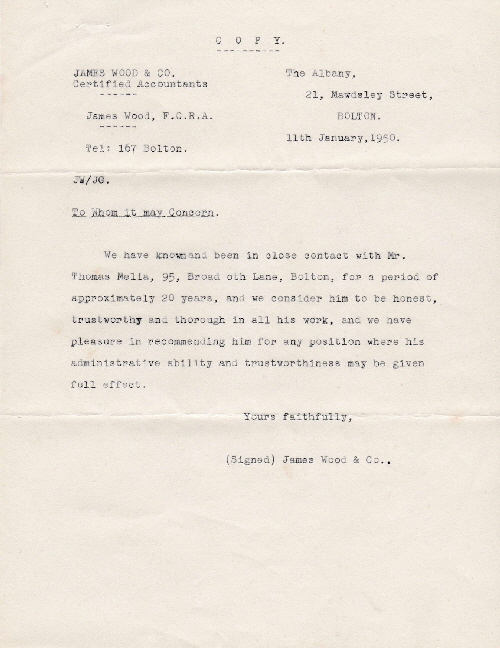 C O P Y.
JAMES WOOD & CO.
Certified Accountants
James Wood, F.C.R.A.
Tel: 167 Bolton.
The Albany,
21, Mawdsley Street,
BOLTON.
11th January,1950.
JW/JG.
To Whom it may Concern.
We have knownand been in close contact with Mr.
Thomas Melia, 95, Broad oth Lane, Bolton, for a period of
approximately 20 years, and we consider him to be honest,
trustworthy and thorough in all his work, and we have
pleasure in recommending him for any position where his
administrative ability and trustworthiness may be given
full effect.
Yours faithfully,
(Signed) James Wood & Co..